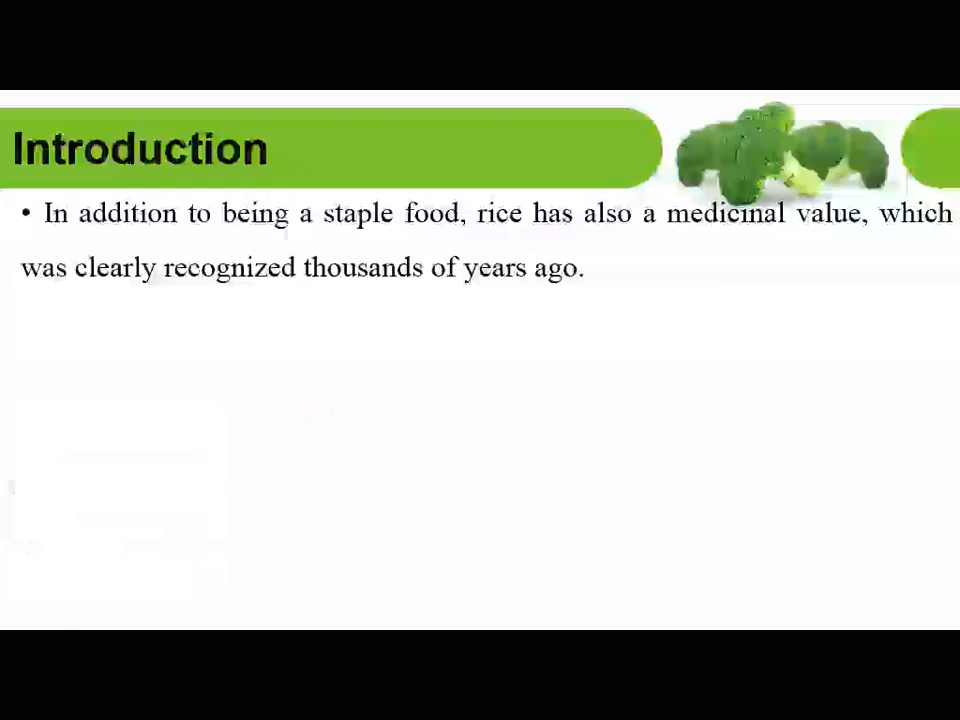 Introduction
• In addition to being a staple food, rice has also a medicinal value, which
was clearly recognized thousands of years ago.